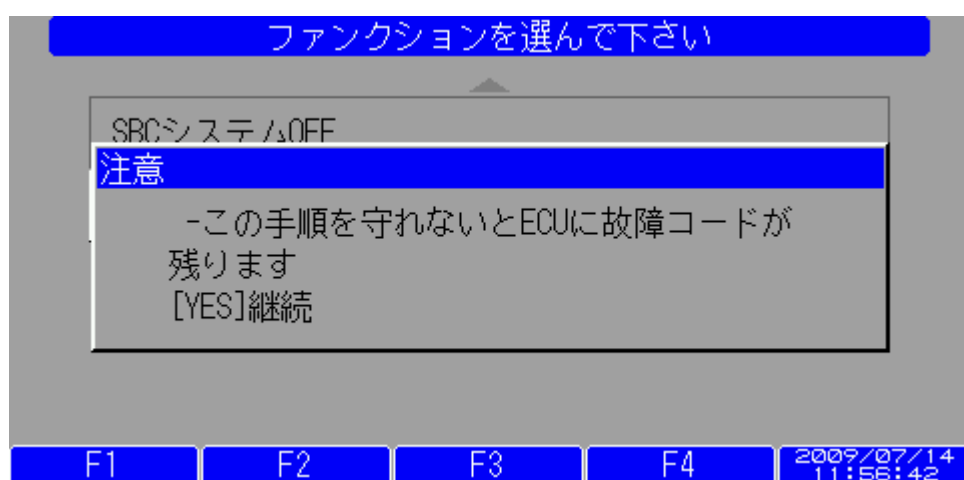 ファンクションを選んで下さい
SBCシステムOFF
注意
-この手順を守れないとECUに故障コードが
残ります
[YES]継続
F1 F2 F3 F4 2009/07/14
11:56:42